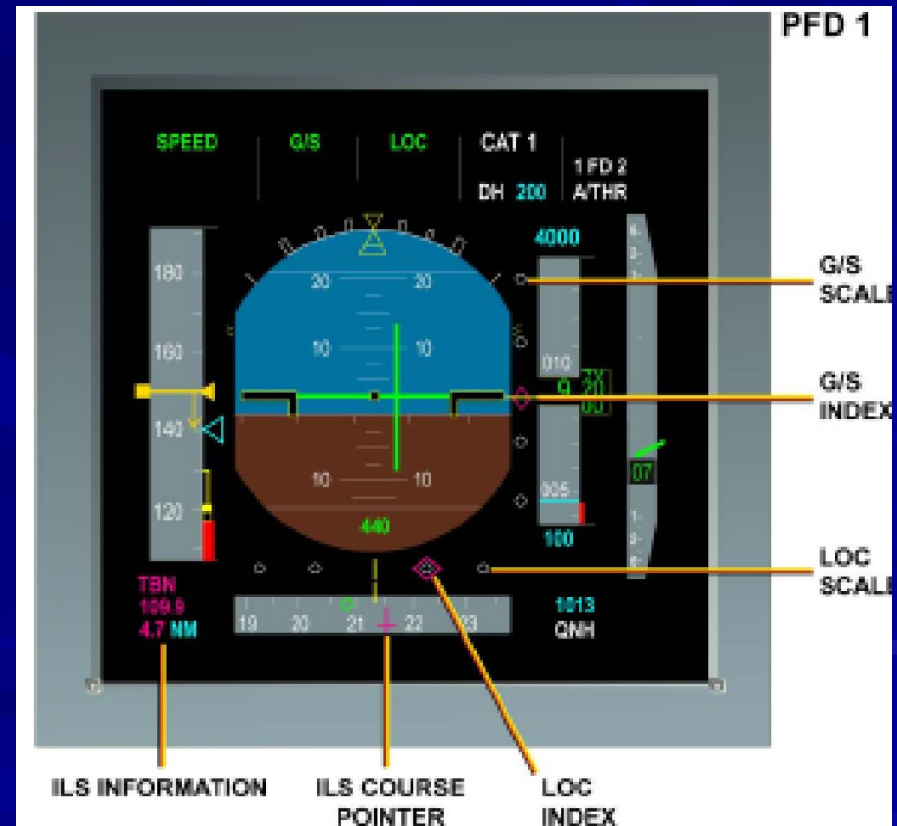 PFD 1
SPEED G/S LOC CAT 1
1 FD 2
DH 200 A/THR
4000
180
20 20
G/S
SCALE
160
10 10
010
9 20
00
G/S
INDEX
140
10 10
005
07
120
440
100
LOC
SCALE
TBN
109.9
4.7 NM
19 20 21 22 23
1013
QNH
ILS INFORMATION
ILS COURSE
POINTER
LOC
INDEX